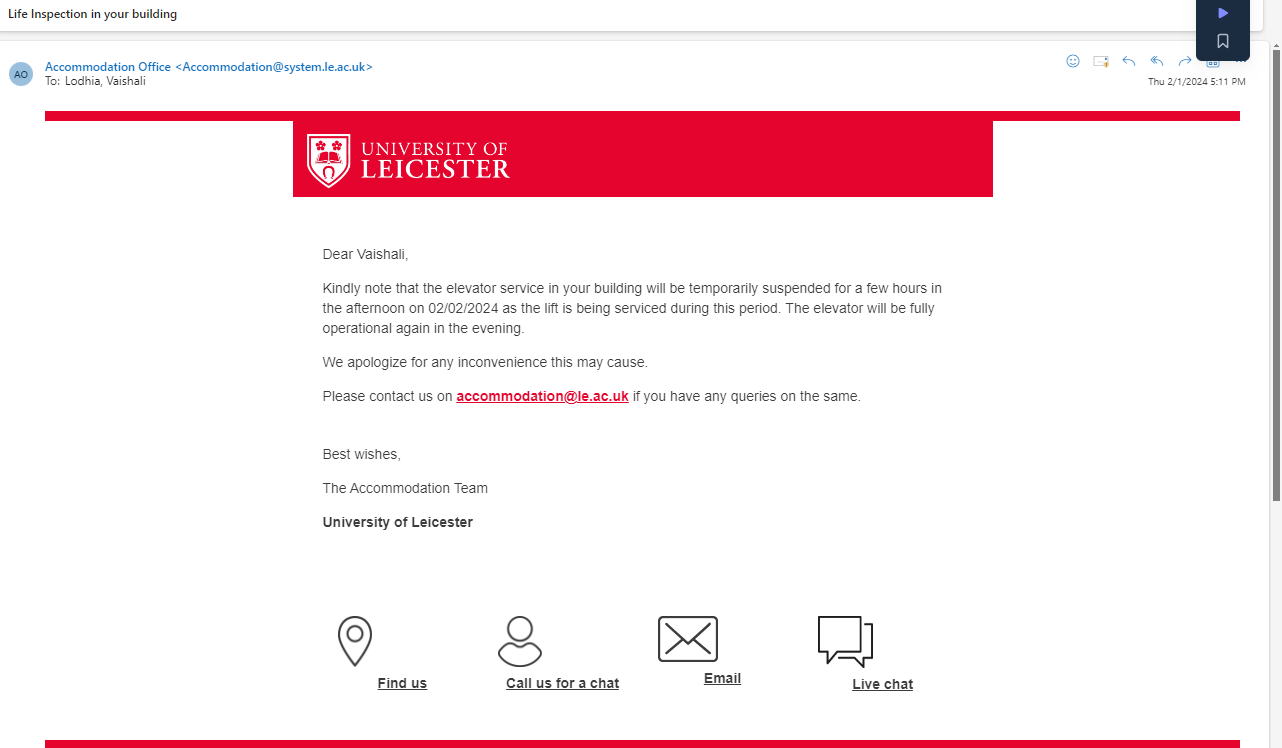 Life Inspection in your building
AO
Accommodation Office <Accommodation@system.le.ac.uk>
To: Lodhia, Vaishali
Thu 2/1/2024 5:11 PM
UNIVERSITY OF
LEICESTER
Dear Vaishali,
Kindly note that the elevator service in your building will be temporarily suspended for a few hours in
the afternoon on 02/02/2024 as the lift is being serviced during this period. The elevator will be fully
operational again in the evening.
We apologize for any inconvenience this may cause.
Please contact us on accommodation@le.ac.uk if you have any queries on the same.
Best wishes,
The Accommodation Team
University of Leicester
Find us
Call us for a chat
Email
Live chat